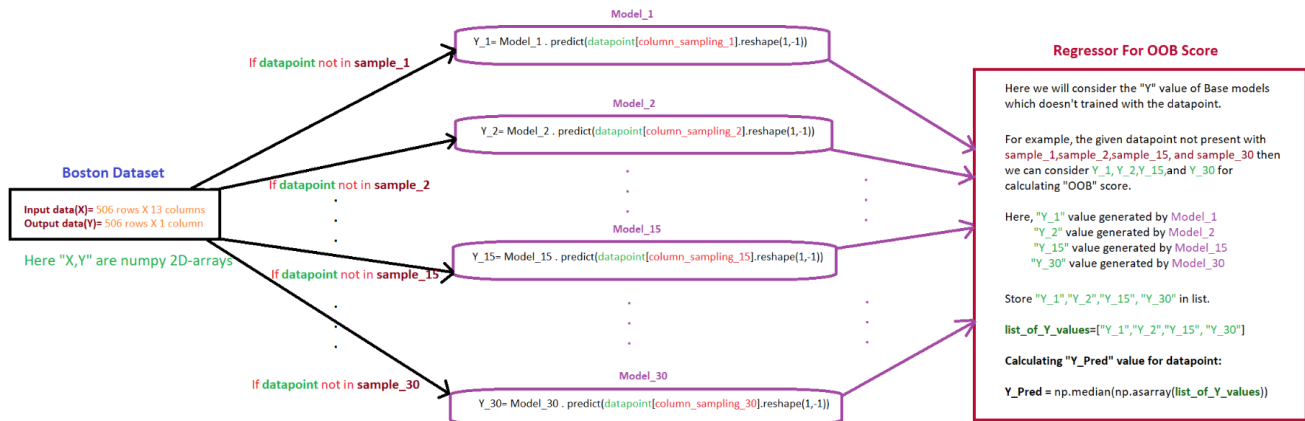 Model_1
Y_1= Model_1 . predict(datapoint[column_sampling_1].reshape(1,-1))
If datapoint not in sample_1
Model_2
Y_2= Model_2 . predict(datapoint[column_sampling_2].reshape(1,-1))
If datapoint not in sample_2
Boston Dataset
Input data(X)= 506 rows X 13 columns
Output data(Y)= 506 rows X 1 column
Here "X,Y" are numpy 2D-arrays
Model_15
Y_15= Model_15 . predict(datapoint[column_sampling_15].reshape(1,-1))
If datapoint not in sample_15
Model_30
Y_30= Model_30 . predict(datapoint[column_sampling_30].reshape(1,-1))
If datapoint not in sample_30
Regressor For OOB Score
Here we will consider the "Y" value of Base models
which doesn't trained with the datapoint.
For example, the given datapoint not present with
sample_1,sample_2,sample_15, and sample_30 then
we can consider Y_1, Y_2,Y_15,and Y_30 for
calculating "OOB" score.
Here, "Y_1" value generated by Model_1
"Y_2" value generated by Model_2
"Y_15" value generated by Model_15
"Y_30" value generated by Model_30
Store "Y_1","Y_2","Y_15", "Y_30" in list.
list_of_Y_values=["Y_1","Y_2","Y_15", "Y_30"]
Calculating "Y_Pred" value for datapoint:
Y_Pred = np.median(np.asarray(list_of_Y_values))